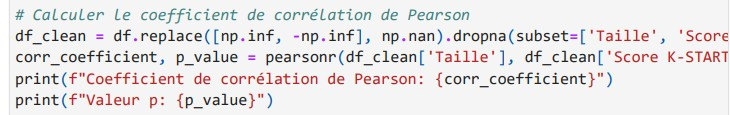 # Calculer le coefficient de corrélation de Pearson
df_clean = df.replace([np.inf, -np.inf], np.nan).dropna(subset=['Taille', 'Score
corr_coefficient, p_value = pearsonr(df_clean['Taille'], df_clean['Score K-START
print(f"Coefficient de corrélation de Pearson: {corr_coefficient}")
print(f"Valeur p: {p_value}")